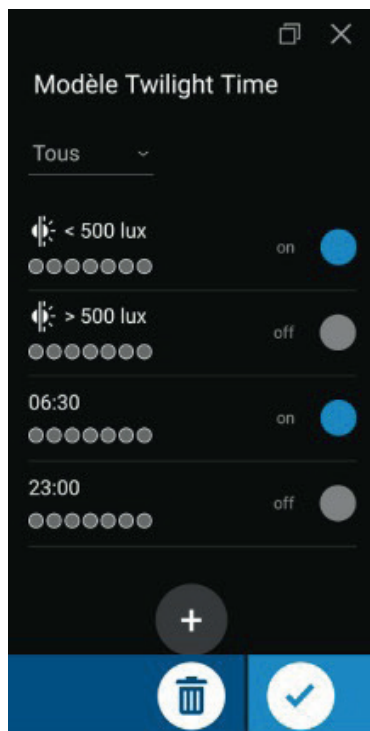 Modèle Twilight Time
Tous
< 500 lux
on
> 500 lux
off
06:30
on
23:00
off
+